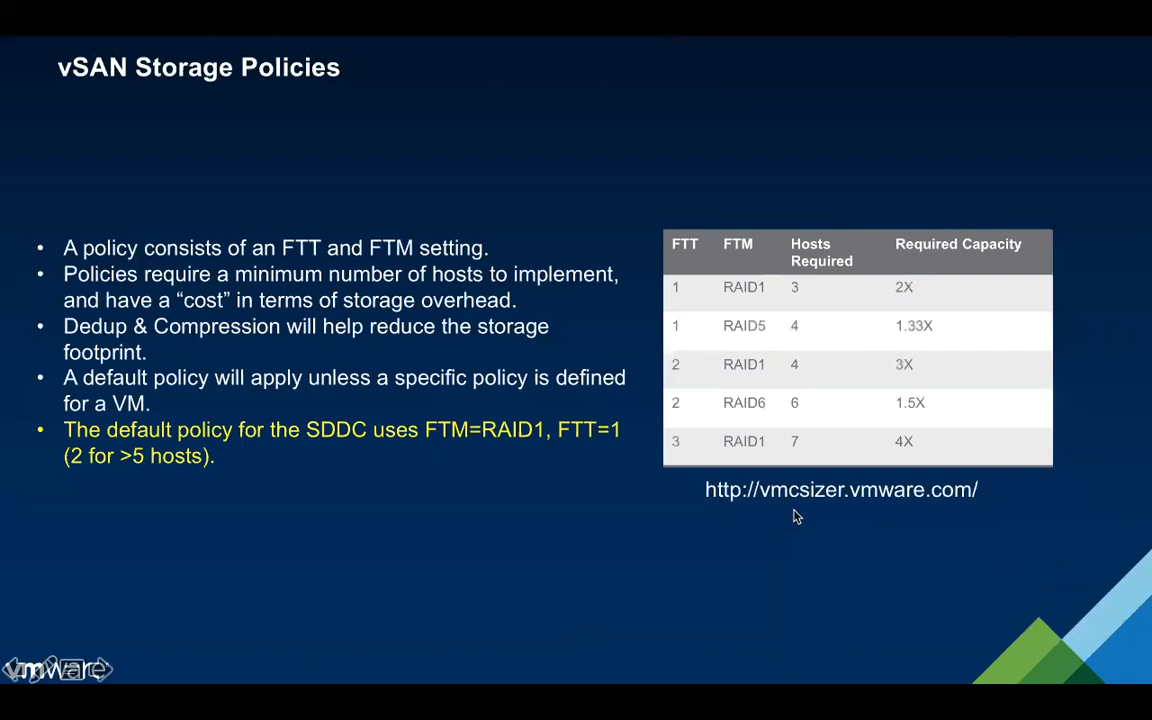 vSAN Storage Policies
• A policy consists of an FTT and FTM setting.
• Policies require a minimum number of hosts to implement,
and have a “cost” in terms of storage overhead.
• Dedup & Compression will help reduce the storage
footprint.
• A default policy will apply unless a specific policy is defined
for a VM.
• The default policy for the SDDC uses FTM=RAID1, FTT=1
(2 for >5 hosts).
FTT FTM Hosts Required Required Capacity
1 RAID1 3 2X
1 RAID5 4 1.33X
2 RAID1 4 3X
2 RAID6 6 1.5X
3 RAID1 7 4X
http://vmcsizer.vmware.com/
vmware